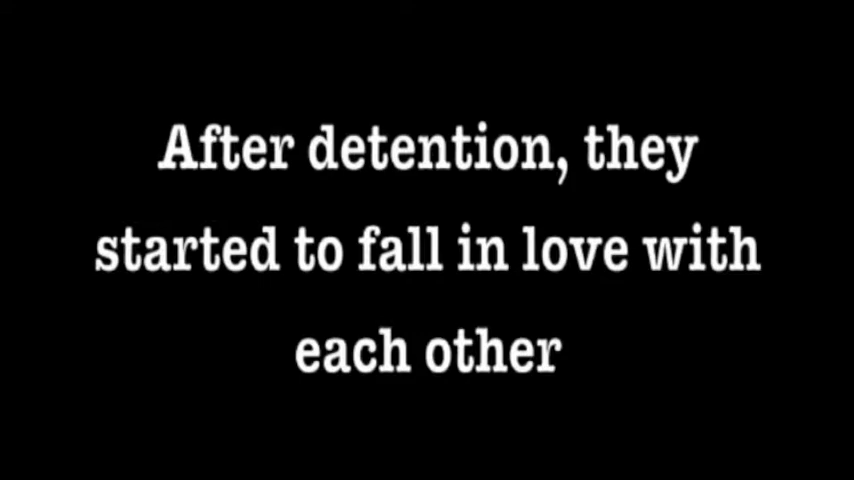 After detention, they
started to fall in love with
each other